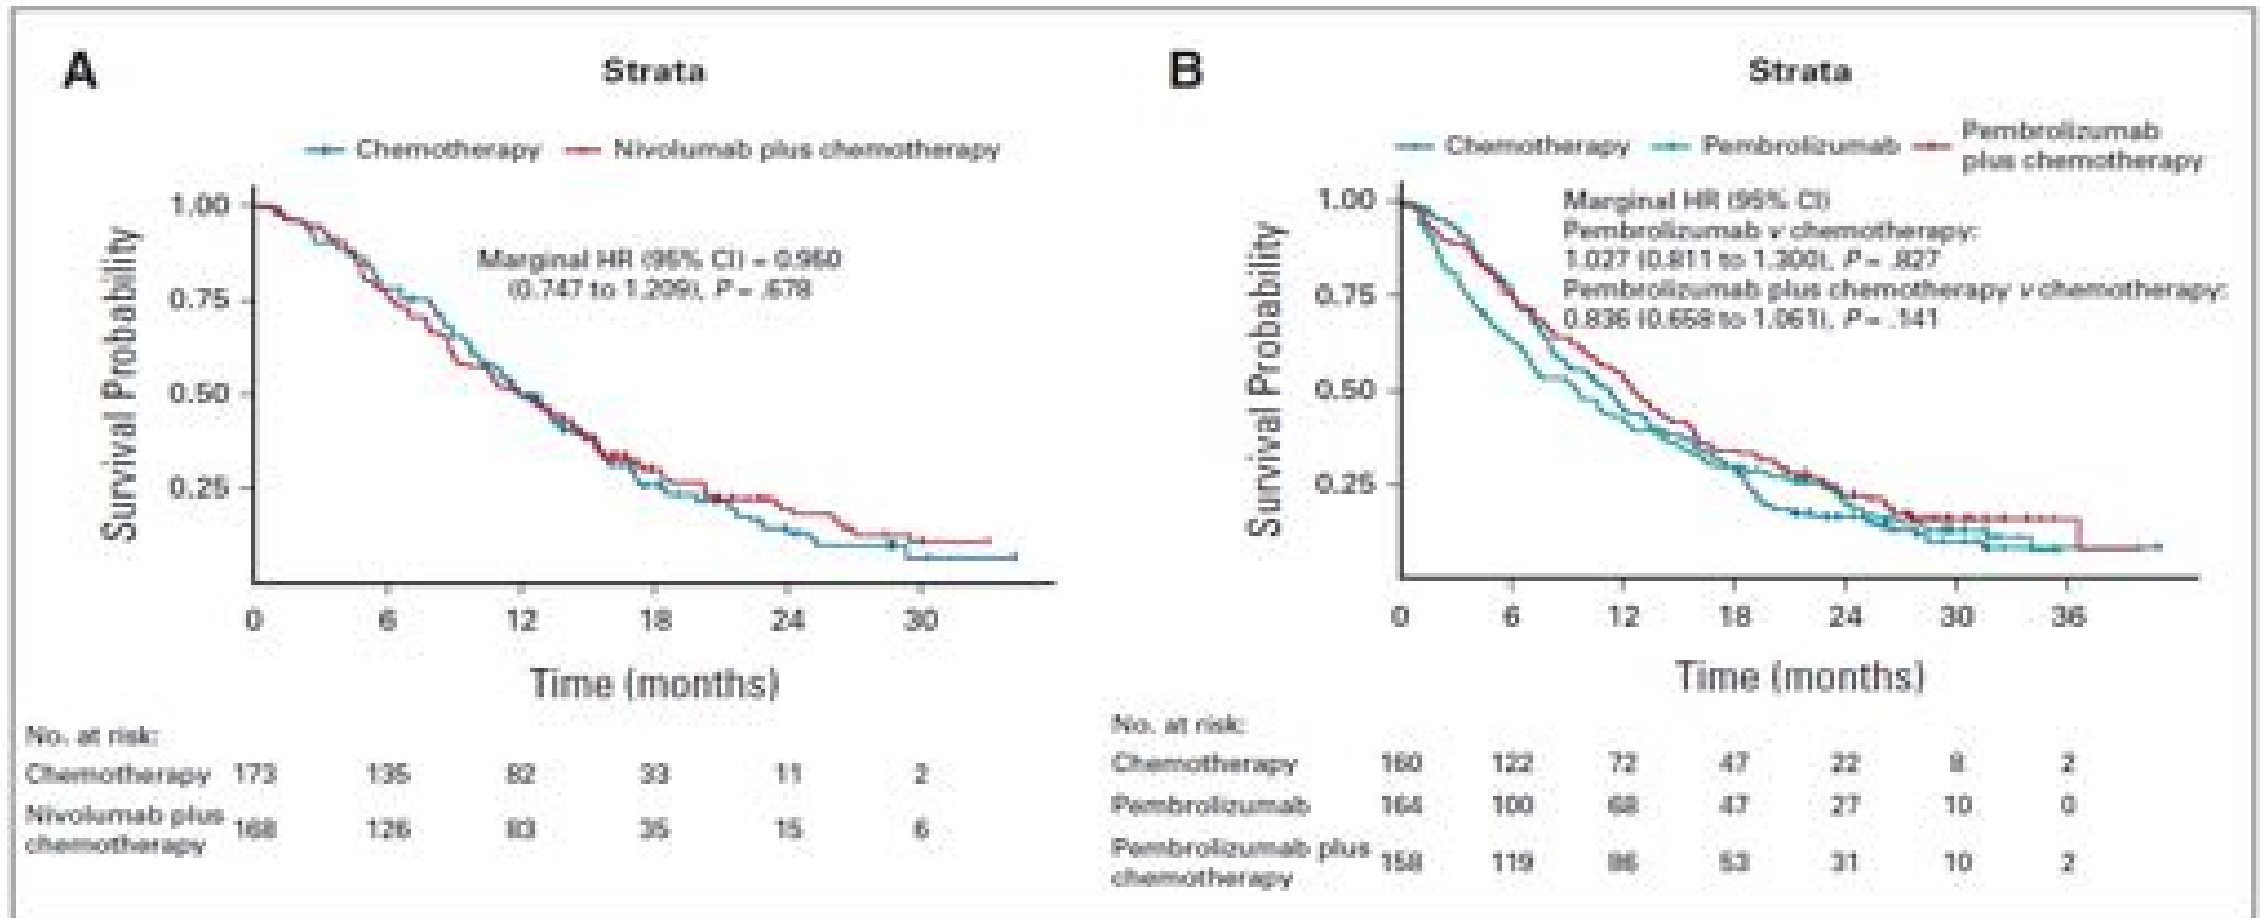 A
Strata
Chemotherapy Nivolumab plus chemotherapy
Survival Probability
1.00
0.75
0.50
0.25
Marginal HR (95% CI) = 0.950
(0.747 to 1.209), P = .678
0 6 12 18 24 30
Time (months)
No. at risk:
Chemotherapy 173 135 82 33 11 2
Nivolumab plus
chemotherapy 168 126 83 35 15 6
B
Strata
Chemotherapy Pembrolizumab Pembrolizumab
plus chemotherapy
Survival Probability
1.00
0.75
0.50
0.25
Marginal HR (95% CI)
Pembrolizumab v chemotherapy:
1.027 (0.811 to 1.300), P = .827
Pembrolizumab plus chemotherapy v chemotherapy:
0.836 (0.658 to 1.061), P = .141
0 6 12 18 24 30 36
Time (months)
No. at risk:
Chemotherapy 160 122 72 47 22 8 2
Pembrolizumab 164 100 68 47 27 10 0
Pembrolizumab plus
chemotherapy 158 119 86 53 31 10 2